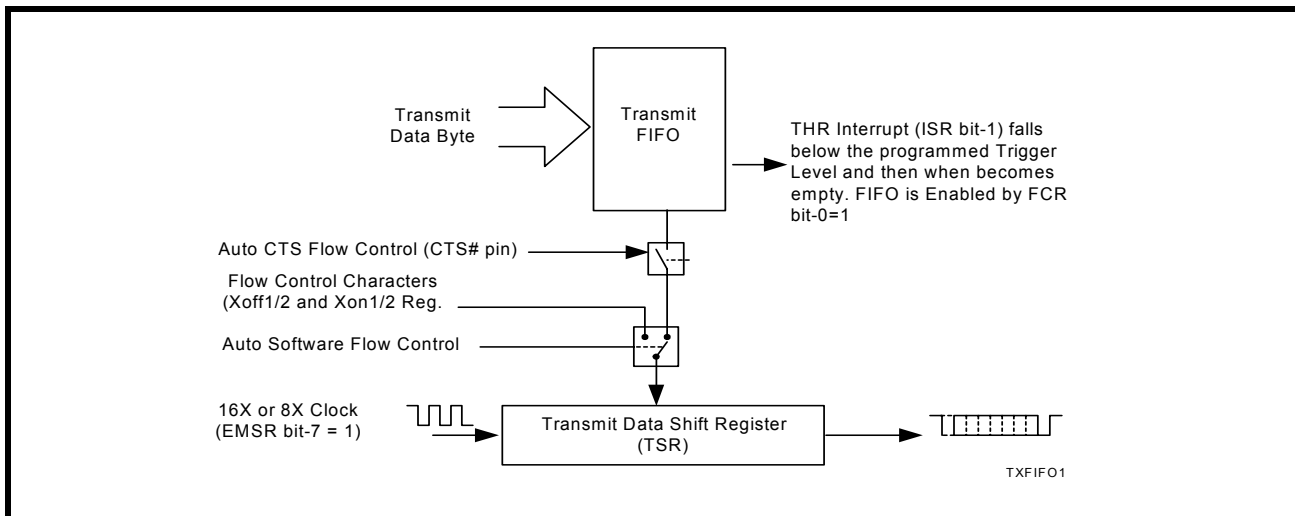 Transmit
Data Byte
Transmit
FIFO
THR Interrupt (ISR bit-1) falls
below the programmed Trigger
Level and then when becomes
empty. FIFO is Enabled by FCR
bit-0=1
Auto CTS Flow Control (CTS# pin)
Flow Control Characters
(Xoff1/2 and Xon1/2 Reg.
Auto Software Flow Control
16X or 8X Clock
(EMSR bit-7 = 1)
Transmit Data Shift Register
(TSR)
TXFIFO1